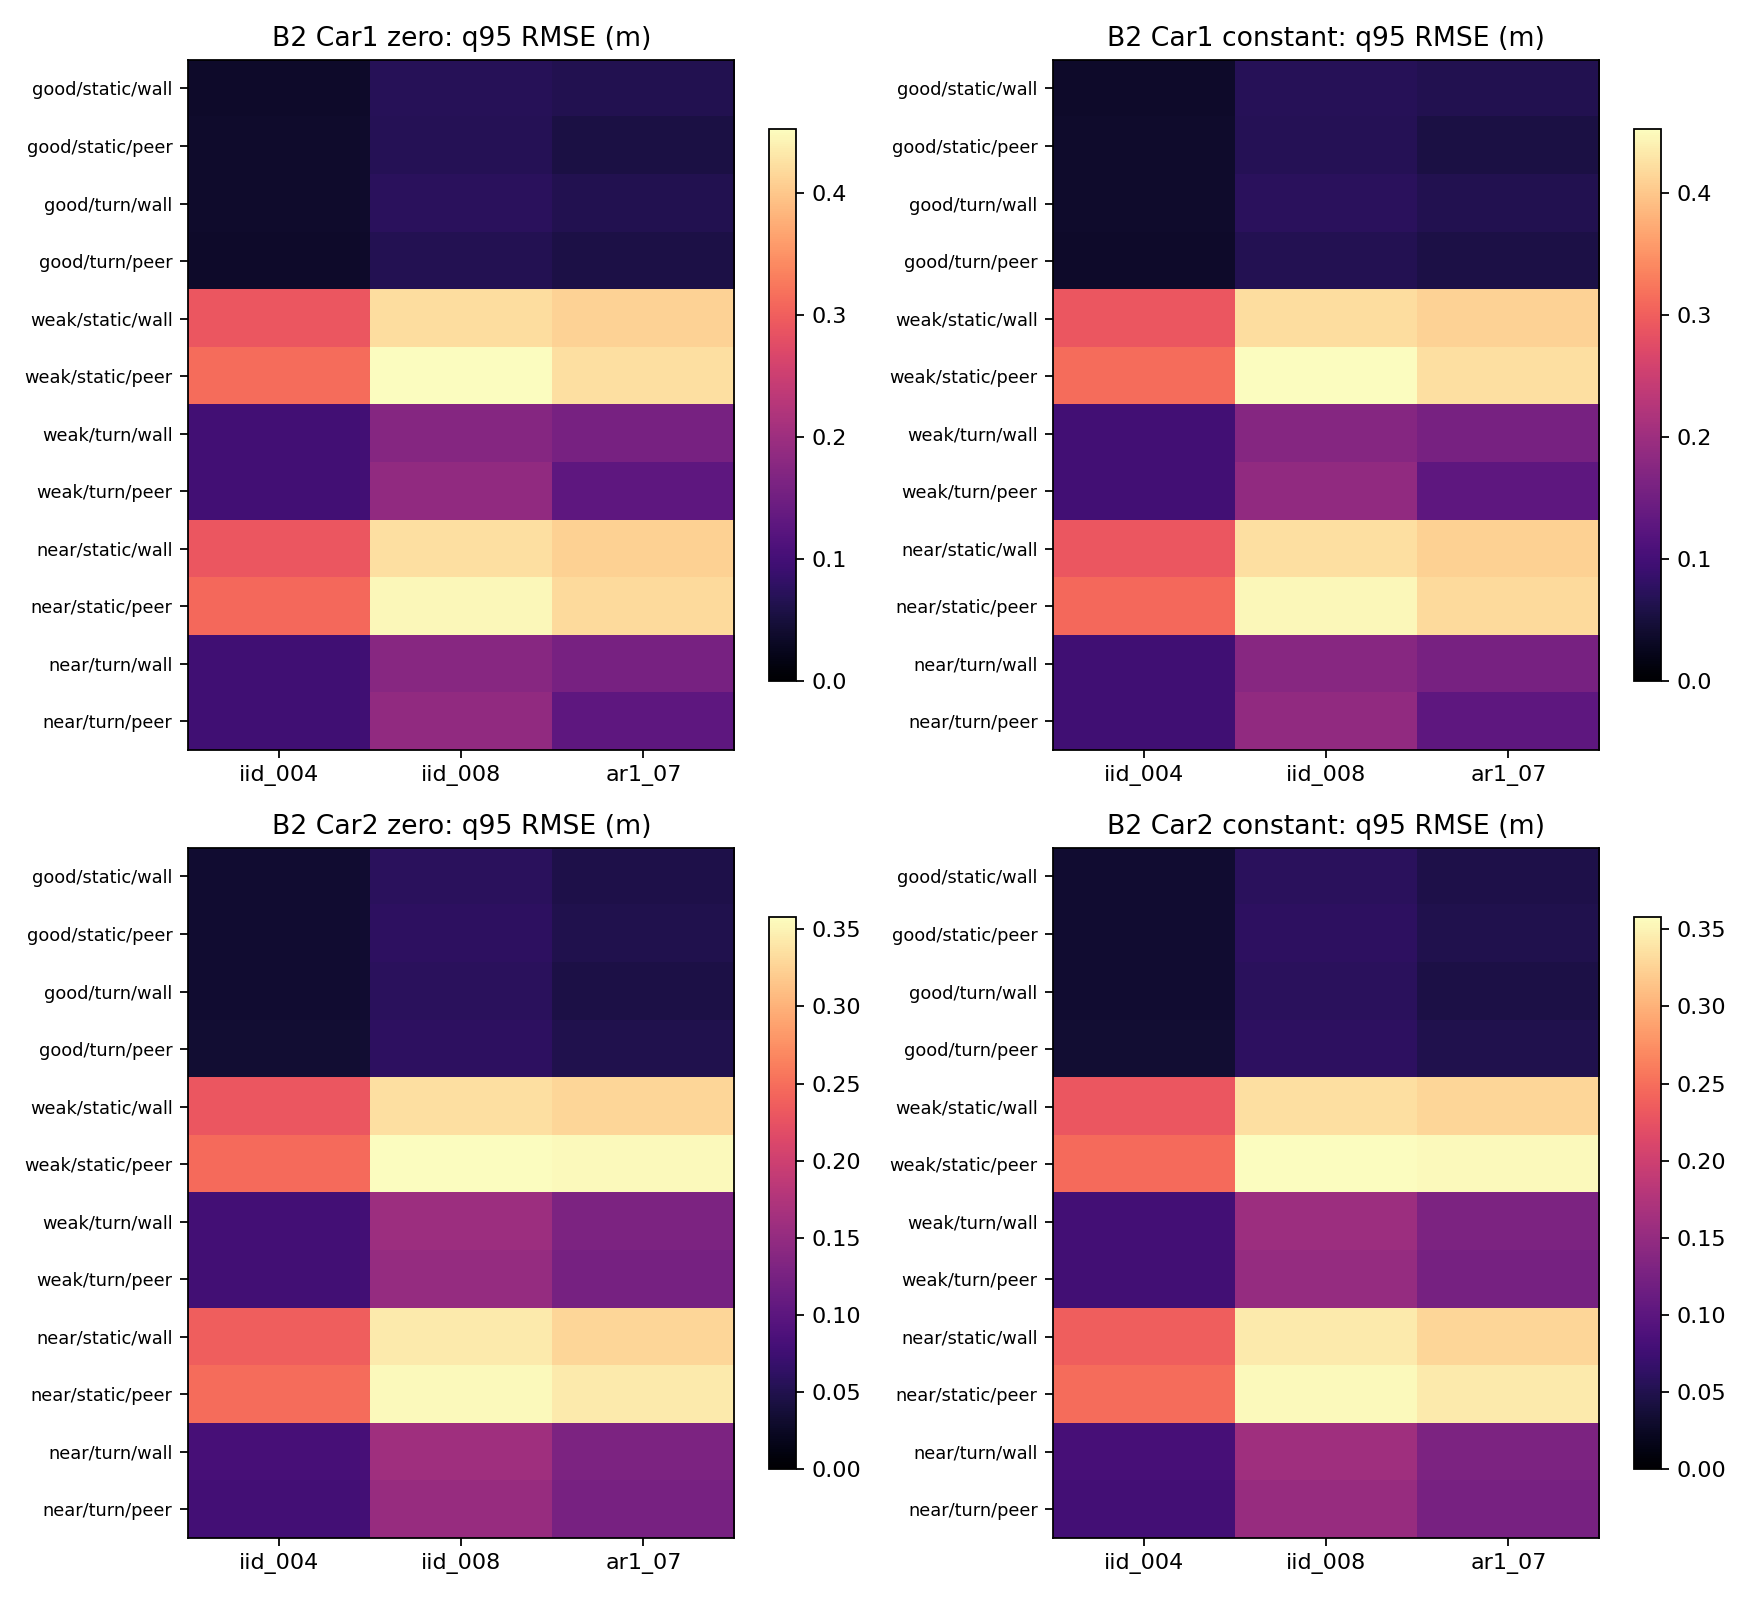 B2 Car1 zero: q95 RMSE (m)
good/static/wall
good/static/peer
good/turn/wall
good/turn/peer
weak/static/wall
weak/static/peer
weak/turn/wall
weak/turn/peer
near/static/wall
near/static/peer
near/turn/wall
near/turn/peer
iid_004 iid_008 ar1_07
0.4
0.3
0.2
0.1
0.0
B2 Car1 constant: q95 RMSE (m)
good/static/wall
good/static/peer
good/turn/wall
good/turn/peer
weak/static/wall
weak/static/peer
weak/turn/wall
weak/turn/peer
near/static/wall
near/static/peer
near/turn/wall
near/turn/peer
iid_004 iid_008 ar1_07
0.4
0.3
0.2
0.1
0.0
B2 Car2 zero: q95 RMSE (m)
good/static/wall
good/static/peer
good/turn/wall
good/turn/peer
weak/static/wall
weak/static/peer
weak/turn/wall
weak/turn/peer
near/static/wall
near/static/peer
near/turn/wall
near/turn/peer
iid_004 iid_008 ar1_07
0.35
0.30
0.25
0.20
0.15
0.10
0.05
0.00
B2 Car2 constant: q95 RMSE (m)
good/static/wall
good/static/peer
good/turn/wall
good/turn/peer
weak/static/wall
weak/static/peer
weak/turn/wall
weak/turn/peer
near/static/wall
near/static/peer
near/turn/wall
near/turn/peer
iid_004 iid_008 ar1_07
0.35
0.30
0.25
0.20
0.15
0.10
0.05
0.00